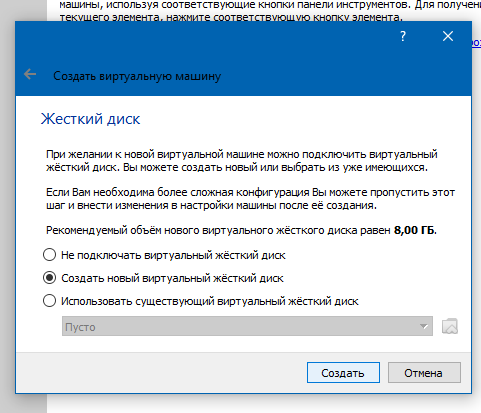 машины, используя соответствующие кнопки панели инструментов. Для получени
текущего элемента, нажмите соответствующую кнопку элемента.
?
Создать виртуальную машину
Жесткий диск
При желании к новой виртуальной машине можно подключить виртуальный
жёсткий диск. Вы можете создать новый или выбрать из уже имеющихся.
Если Вам необходима более сложная конфигурация Вы можете пропустить этот
шаг и внести изменения в настройки машины после её создания.
Рекомендуемый объём нового виртуального жёсткого диска равен 8,00 ГБ.
Не подключать виртуальный жёсткий диск
Создать новый виртуальный жёсткий диск
Использовать существующий виртуальный жёсткий диск
Пусто
Создать
Отмена